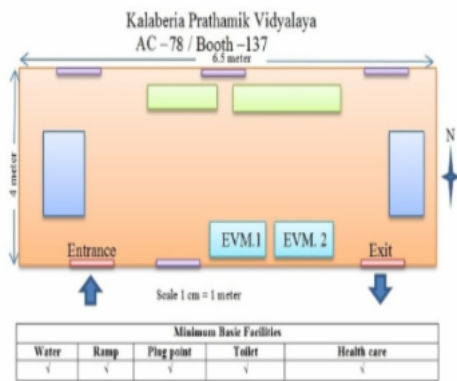 Kalaberia Prathamik Vidyalaya
AC –78 / Booth –137
6.5 meter
4 meter
N
EVM.1 EVM. 2
Entrance Exit
Scale 1 cm = 1 meter
Minimum Basic Facilities
Water Ramp Plug point Toilet Health care
√ √ √ √ √